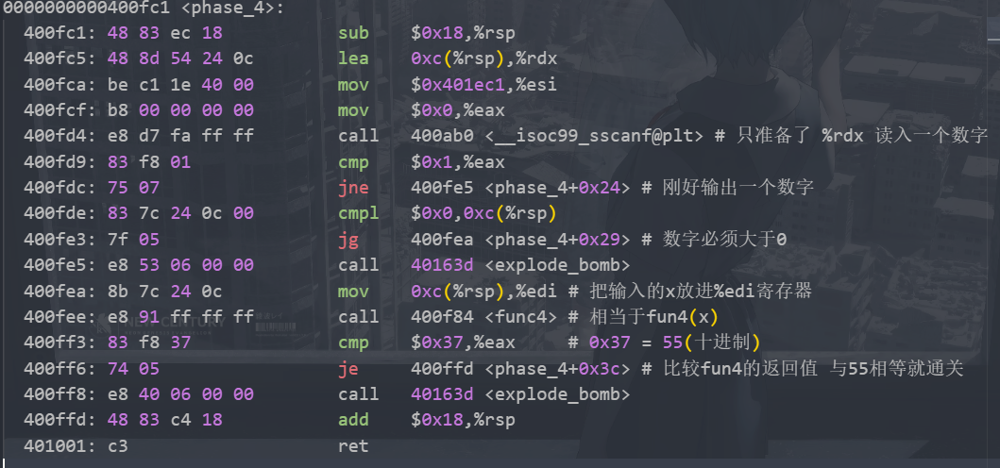 0000000000400fc1 <phase_4>:
400fc1: 48 83 ec 18 sub $0x18,%rsp
400fc5: 48 8d 54 24 0c lea 0xc(%rsp),%rdx
400fca: be c1 1e 40 00 mov $0x401ec1,%esi
400fcf: b8 00 00 00 00 mov $0x0,%eax
400fd4: e8 d7 fa ff ff call 400ab0 <__isoc99_sscanf@plt> # 只准备了 %rdx 读入一个数字
400fd9: 83 f8 01 cmp $0x1,%eax
400fdc: 75 07 jne 400fe5 <phase_4+0x24> # 刚好输出一个数字
400fde: 83 7c 24 0c 00 cmpl $0x0,0xc(%rsp)
400fe3: 7f 05 jg 400fea <phase_4+0x29> # 数字必须大于0
400fe5: e8 53 06 00 00 call 40163d <explode_bomb>
400fea: 8b 7c 24 0c mov 0xc(%rsp),%edi # 把输入的x放进%edi寄存器
400fee: e8 91 ff ff ff call 400f84 <func4> # 相当于fun4(x)
400ff3: 83 f8 37 cmp $0x37,%eax # 0x37 = 55(十进制)
400ff6: 74 05 je 400ffd <phase_4+0x3c> # 比较fun4的返回值 与55相等就通关
400ff8: e8 40 06 00 00 call 40163d <explode_bomb>
400ffd: 48 83 c4 18 add $0x18,%rsp
401001: c3 ret
NEW CENTURY